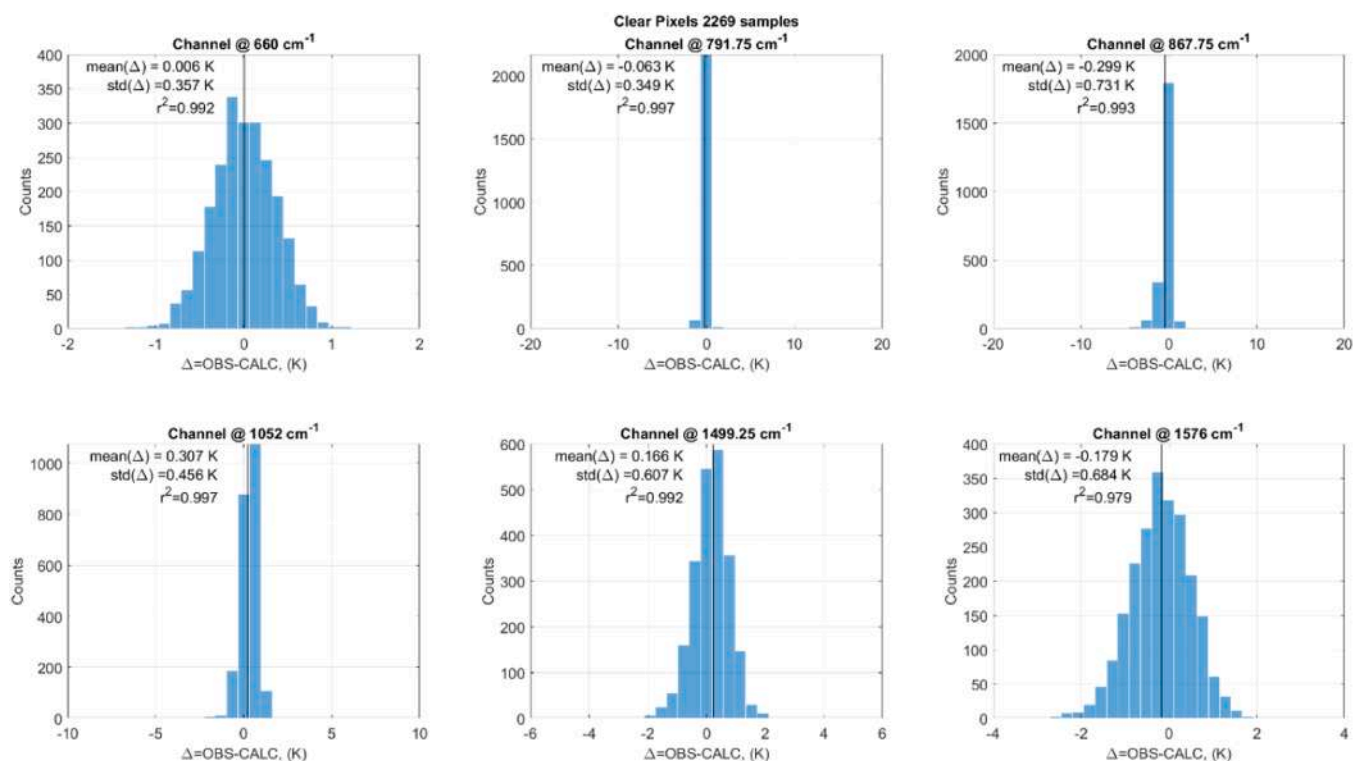 Clear Pixels 2269 samples
Channel @ 660 cm-1
mean(Δ) = 0.006 K
std(Δ) =0.357 K
r2=0.992
Counts
400
350
300
250
200
150
100
50
0
-2 -1 0 1 2
Δ=OBS-CALC, (K)
Channel @ 791.75 cm-1
mean(Δ) = -0.063 K
std(Δ) =0.349 K
r2=0.997
Counts
2000
1500
1000
500
0
-20 -10 0 10 20
Δ=OBS-CALC, (K)
Channel @ 867.75 cm-1
mean(Δ) = -0.299 K
std(Δ) =0.731 K
r2=0.993
Counts
2000
1500
1000
500
0
-20 -10 0 10 20
Δ=OBS-CALC, (K)
Channel @ 1052 cm-1
mean(Δ) = 0.307 K
std(Δ) =0.456 K
r2=0.997
Counts
1000
800
600
400
200
0
-10 -5 0 5 10
Δ=OBS-CALC, (K)
Channel @ 1499.25 cm-1
mean(Δ) = 0.166 K
std(Δ) =0.607 K
r2=0.992
Counts
600
500
400
300
200
100
0
-6 -4 -2 0 2 4 6
Δ=OBS-CALC, (K)
Channel @ 1576 cm-1
mean(Δ) = -0.179 K
std(Δ) =0.684 K
r2=0.979
Counts
400
350
300
250
200
150
100
50
0
-4 -2 0 2 4
Δ=OBS-CALC, (K)